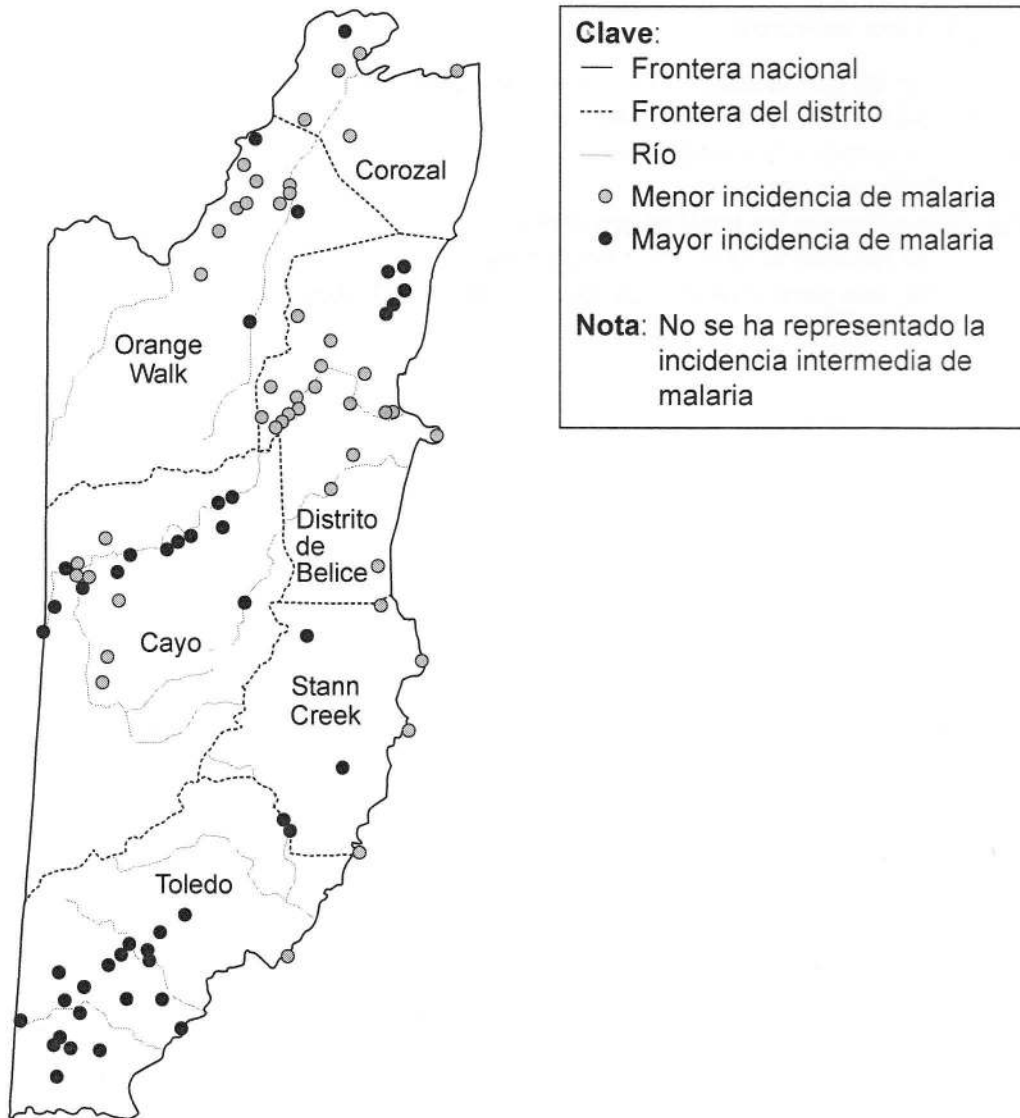 Clave:
Frontera nacional
Frontera del distrito
Río
Menor incidencia de malaria
Mayor incidencia de malaria
Nota: No se ha representado la
incidencia intermedia de
malaria
Corozal
Orange
Walk
Distrito
de
Belice
Cayo
Stann
Creek
Toledo